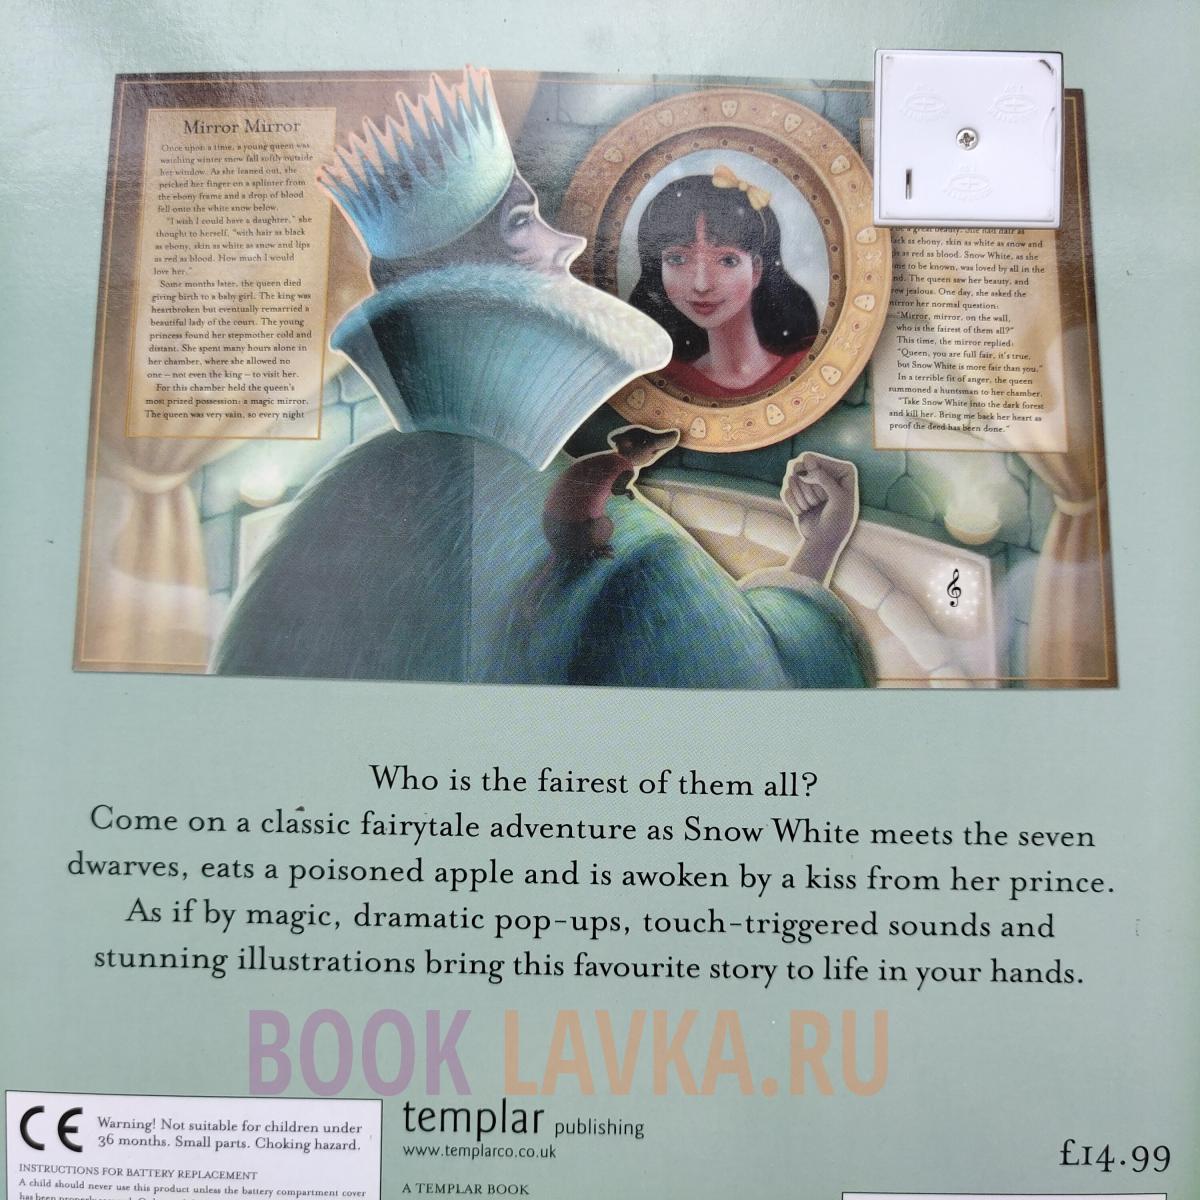 Mirror Mirror
Once upon a time, a young queen was
watching winter snow fall softly outside
her window. As she leaned out, she
pricked her finger on a splinter from
the ebony frame and a drop of blood
fell onto the white snow below.
"I wish I could have a daughter," she
thought to herself, "with hair as black
as ebony, skin as white as snow and lips
as red as blood. How much I would
love her."
Some months later, the queen died
giving birth to a baby girl. The king was
heartbroken but eventually remarried a
beautiful lady of the court. The young
princess found her stepmother cold and
distant. She spent many hours alone in
her chamber, where she allowed no
one – not even the king – to visit her.
For this chamber held the queen's
most prized possession: a magic mirror.
The queen was very vain, so every night
a great beauty. She had hair as
as ebony, skin as white as snow and
as red as blood. Snow White, as she
to be known, was loved by all in the
The queen saw her beauty, and
jealous. One day, she asked the
mirror her normal question:
"Mirror, mirror, on the wall,
who is the fairest of them all?"
This time, the mirror replied:
"Queen, you are full fair, it's true,
but Snow White is more fair than you."
In a terrible fit of anger, the queen
summoned a huntsman to her chamber.
"Take Snow White into the dark forest
and kill her. Bring me back her heart as
proof the deed has been done."
Who is the fairest of them all?
Come on a classic fairytale adventure as Snow White meets the seven
dwarves, eats a poisoned apple and is awoken by a kiss from her prince.
As if by magic, dramatic pop-ups, touch-triggered sounds and
stunning illustrations bring this favourite story to life in your hands.
BOOK LAVKA.RU
CE
Warning! Not suitable for children under
36 months. Small parts. Choking hazard.
INSTRUCTIONS FOR BATTERY REPLACEMENT
A child should never use this product unless the battery compartment cover
has been
templar publishing
www.templarco.co.uk
A TEMPLAR BOOK
£14.99